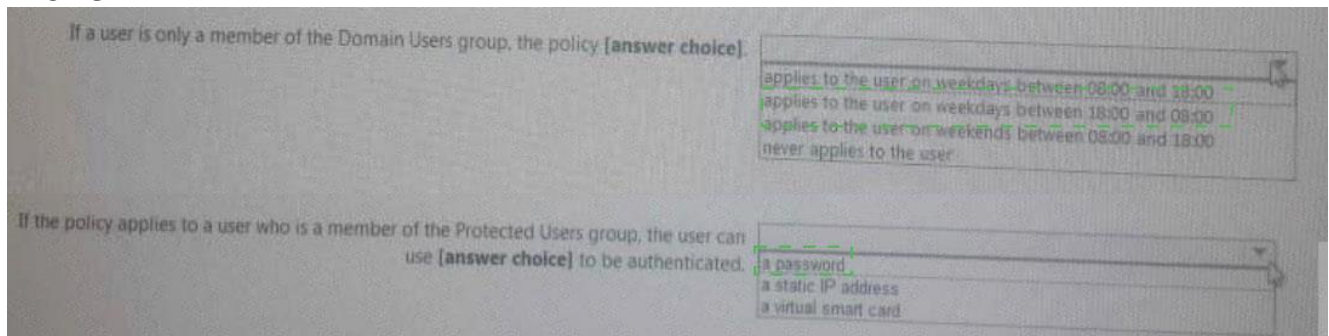 If a user is only a member of the Domain Users group, the policy [answer choice].
applies to the user on weekdays between 08:00 and 18:00
applies to the user on weekdays between 18:00 and 08:00
applies to the user on weekends between 08:00 and 18:00
never applies to the user
If the policy applies to a user who is a member of the Protected Users group, the user can
use [answer choice] to be authenticated.
a password
a static IP address
a virtual smart card